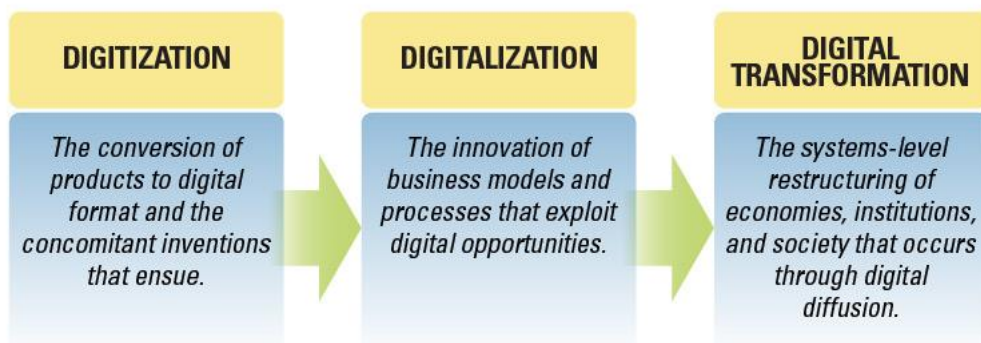 DIGITIZATION
The conversion of
products to digital
format and the
concomitant inventions
that ensue.
DIGITALIZATION
The innovation of
business models and
processes that exploit
digital opportunities.
DIGITAL
TRANSFORMATION
The systems-level
restructuring of
economies, institutions,
and society that occurs
through digital
diffusion.